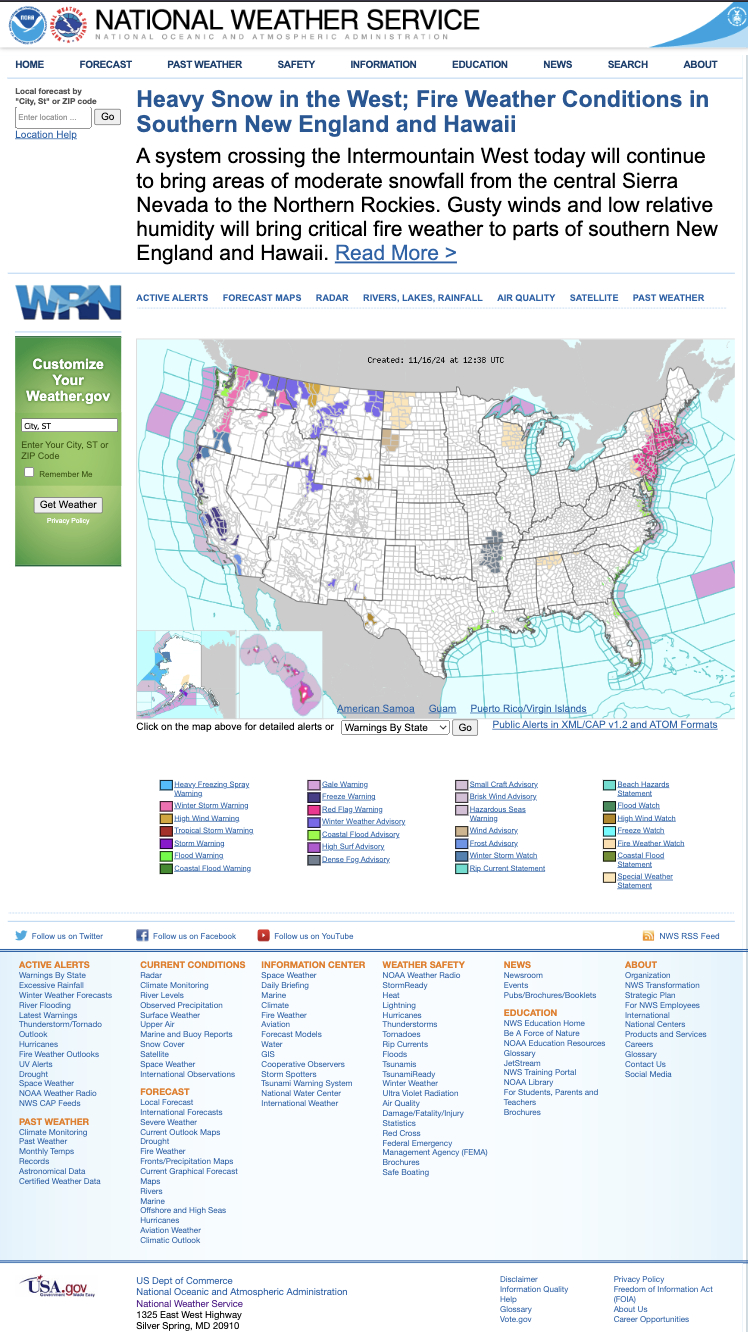 NATIONAL WEATHER SERVICE
NATIONAL OCEANIC AND ATMOSPHERIC ADMINISTRATION
HOME FORECAST PAST WEATHER SAFETY INFORMATION EDUCATION NEWS SEARCH ABOUT
Local forecast by
"City, St" or ZIP code
Enter location ... Go
Location Help
Heavy Snow in the West; Fire Weather Conditions in
Southern New England and Hawaii
A system crossing the Intermountain West today will continue
to bring areas of moderate snowfall from the central Sierra
Nevada to the Northern Rockies. Gusty winds and low relative
humidity will bring critical fire weather to parts of southern New
England and Hawaii. Read More >
WRN
ACTIVE ALERTS FORECAST MAPS RADAR RIVERS, LAKES, RAINFALL AIR QUALITY SATELLITE PAST WEATHER
Customize
Your
Weather.gov
City, ST
Enter Your City, ST or
ZIP Code
Remember Me
Get Weather
Privacy Policy
Created: 11/16/24 at 12:38 UTC
American Samoa Guam Puerto Rico/Virgin Islands
Click on the map above for detailed alerts or Warnings By State Go Public Alerts in XML/CAP v1.2 and ATOM Formats
Heavy Freezing Spray
Warning
Winter Storm Warning
High Wind Warning
Tropical Storm Warning
Storm Warning
Flood Warning
Coastal Flood Warning
Gale Warning
Freeze Warning
Red Flag Warning
Winter Weather Advisory
Coastal Flood Advisory
High Surf Advisory
Dense Fog Advisory
Small Craft Advisory
Brisk Wind Advisory
Hazardous Seas
Warning
Wind Advisory
Frost Advisory
Winter Storm Watch
Rip Current Statement
Beach Hazards
Statement
Flood Watch
High Wind Watch
Freeze Watch
Fire Weather Watch
Coastal Flood
Statement
Special Weather
Statement
Follow us on Twitter Follow us on Facebook Follow us on YouTube NWS RSS Feed
ACTIVE ALERTS
Warnings By State
Excessive Rainfall
Winter Weather Forecasts
River Flooding
Latest Warnings
Thunderstorm/Tornado
Outlook
Hurricanes
Fire Weather Outlooks
UV Alerts
Drought
Space Weather
NOAA Weather Radio
NWS CAP Feeds
PAST WEATHER
Climate Monitoring
Past Weather
Monthly Temps
Records
Astronomical Data
Certified Weather Data
CURRENT CONDITIONS
Radar
Climate Monitoring
River Levels
Observed Precipitation
Surface Weather
Upper Air
Marine and Buoy Reports
Snow Cover
Satellite
Space Weather
International Observations
FORECAST
Local Forecast
International Forecasts
Severe Weather
Current Outlook Maps
Drought
Fire Weather
Fronts/Precipitation Maps
Current Graphical Forecast
Maps
Rivers
Marine
Offshore and High Seas
Hurricanes
Aviation Weather
Climatic Outlook
INFORMATION CENTER
Space Weather
Daily Briefing
Marine
Climate
Fire Weather
Aviation
Forecast Models
Water
GIS
Cooperative Observers
Storm Spotters
Tsunami Warning System
National Water Center
International Weather
WEATHER SAFETY
NOAA Weather Radio
StormReady
Heat
Lightning
Hurricanes
Thunderstorms
Tornadoes
Rip Currents
Floods
Tsunamis
TsunamiReady
Winter Weather
Ultra Violet Radiation
Air Quality
Damage/Fatality/Injury
Statistics
Red Cross
Federal Emergency
Management Agency (FEMA)
Brochures
Safe Boating
NEWS
Newsroom
Events
Pubs/Brochures/Booklets
EDUCATION
NWS Education Home
Be A Force of Nature
NOAA Education Resources
Glossary
JetStream
NWS Training Portal
NOAA Library
For Students, Parents and
Teachers
Brochures
ABOUT
Organization
NWS Transformation
Strategic Plan
For NWS Employees
International
National Centers
Products and Services
Careers
Glossary
Contact Us
Social Media
USA.gov
Government Made Easy
US Dept of Commerce
National Oceanic and Atmospheric Administration
National Weather Service
1325 East West Highway
Silver Spring, MD 20910
Disclaimer
Information Quality
Help
Glossary
Vote.gov
Privacy Policy
Freedom of Information Act
(FOIA)
About Us
Career Opportunities